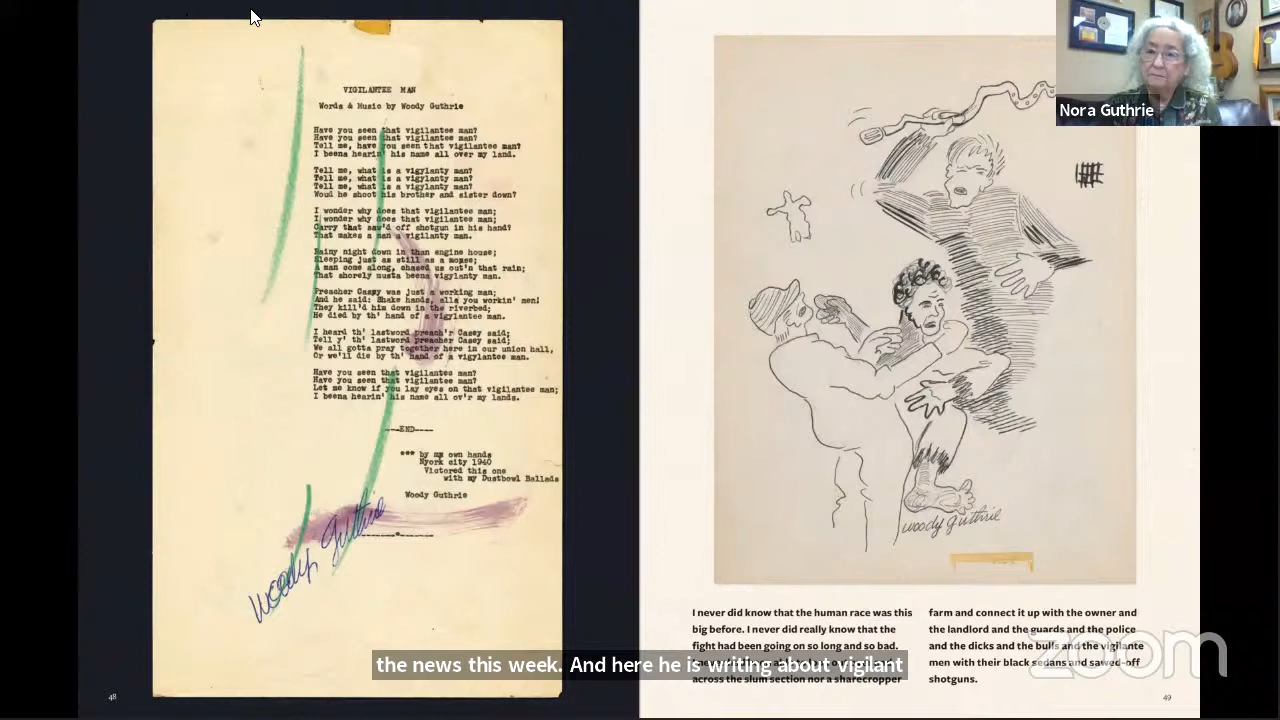 VIGILANTEE MAN
Words & Music by Woody Guthrie
Have you seen that vigilantee man?
Have you seen that vigilantee man?
Tell me, have you seen that vigilantee man?
I beena hearin' his name all over my land.
Tell me, what is a vigylanty man?
Tell me, what is a vigylanty man?
Tell me, what is a vigilanty man?
Woud he shoot his brother and sister down?
I wonder why does that vigilantee man;
I wonder why does that vigilantee man;
Carry that saw'd off shotgun in his hand?
That makes a man a vigilanty man.
Rainy night down in than engine house;
Sleeping just as still as a mouse;
A man come along, chased us out'n that rain;
That shorely musta beena vigylanty man.
Preacher Casey was just a working man;
And he said: Shake hands, alla you workin' men!
They kill'd him down in the riverbed;
He died by th' hand of a vigylantee man.
I heard th' lastword preach'r Casey said;
Tell y' th' lastword preacher Casey said;
We all gotta pray together here in our union hall,
Or we'll die by th' hand of a vigylantee man.
Have you seen that vigilantee man?
Have you seen that vigilantee man?
Let me know if you lay eyes on that vigilantee man;
I beena hearin' his name all ov'r my lands.
---END----
*** by my own hands
Nyork city 1940
Victored this one
with my Dustbowl Ballads
Woody Guthrie
Woody Guthrie
48
woody guthrie
I never did know that the human race was this
big before. I never did really know that the
fight had been going on so long and so bad.
across the slum section nor a sharecropper
farm and connect it up with the owner and
the landlord and the guards and the police
and the dicks and the bulls and the vigilante
men with their black sedans and sawed-off
shotguns.
49
Nora Guthrie
the news this week. And here he is writing about vigilant
zoom